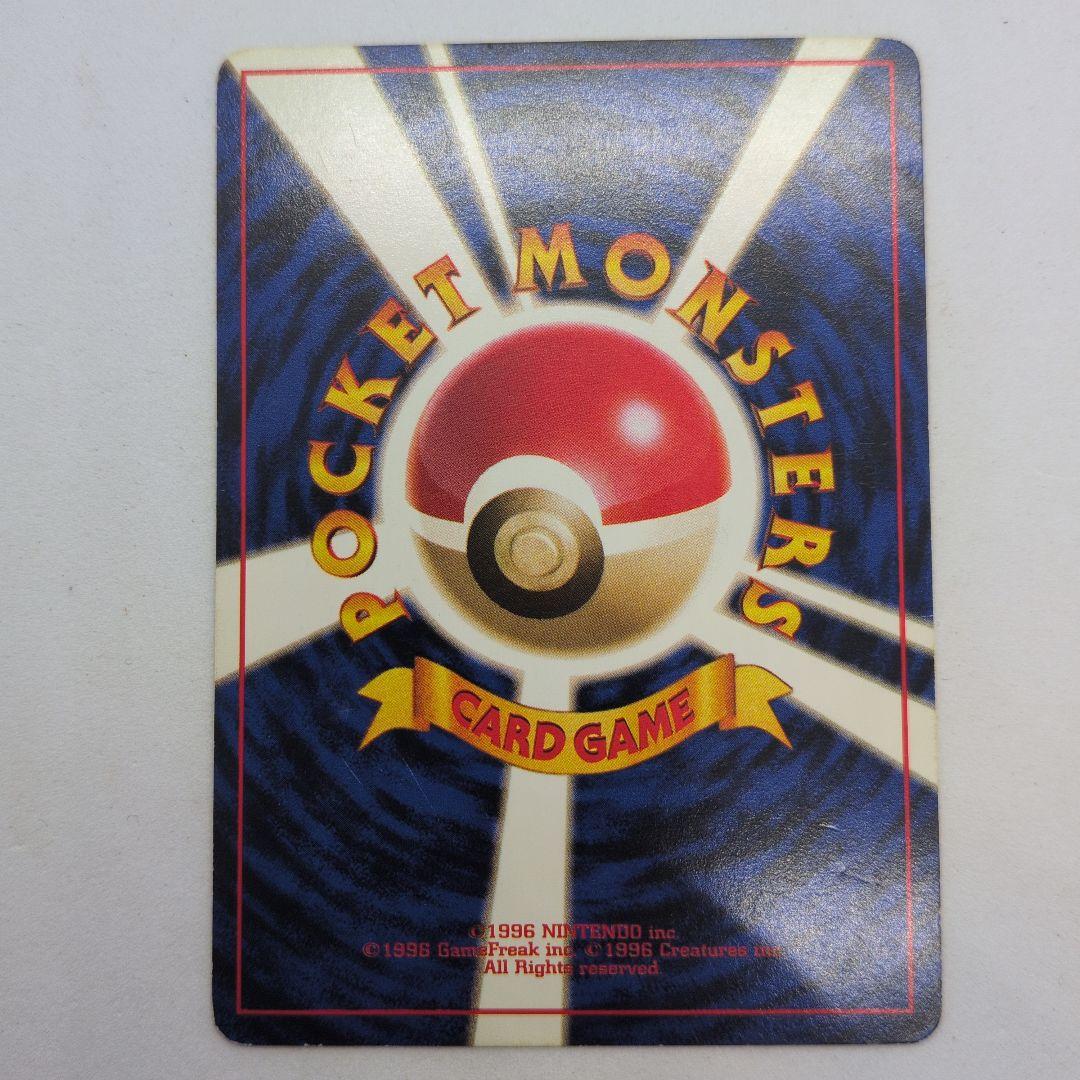 POCKET MONSTERS
CARD GAME
©1996 NINTENDO inc.
©1996 GameFreak inc. ©1996 Creatures inc.
All Rights reserved.